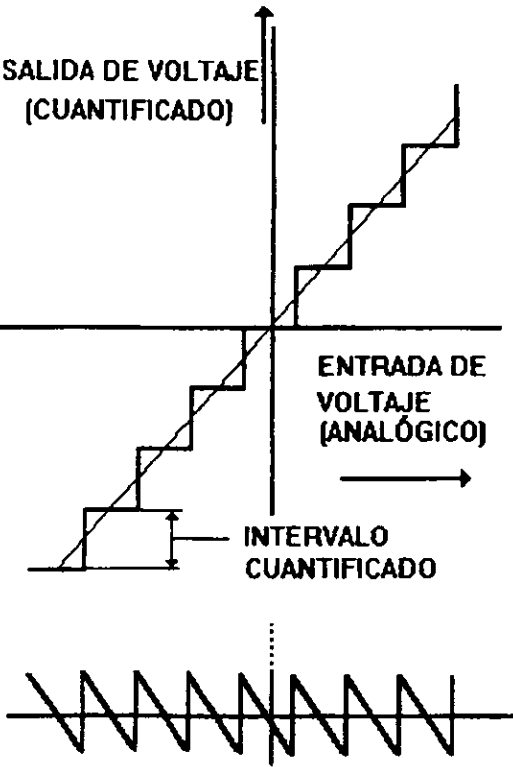 SALIDA DE VOLTAJE
(CUANTIFICADO)
ENTRADA DE
VOLTAJE
(ANALÓGICO)
INTERVALO
CUANTIFICADO